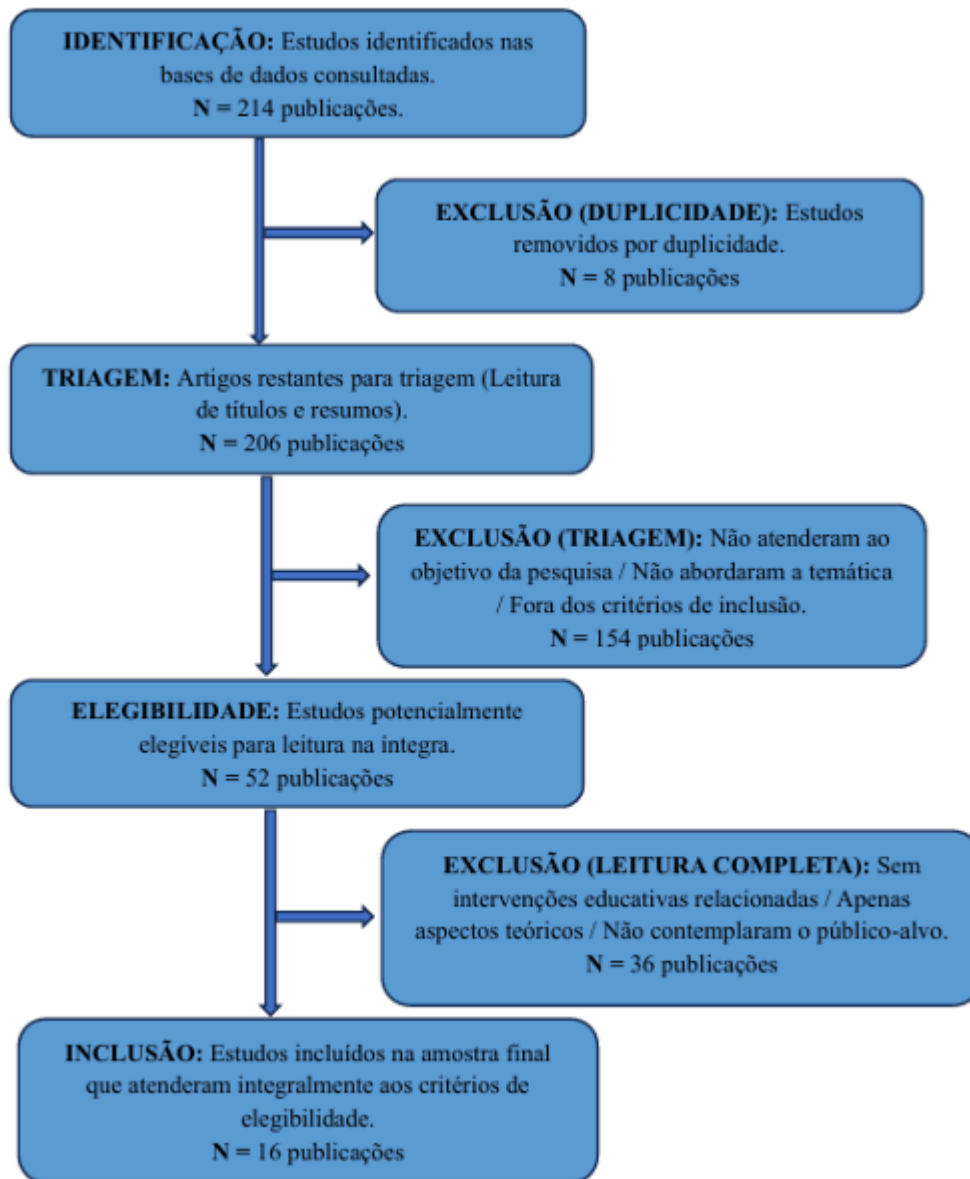 IDENTIFICAÇÃO: Estudos identificados nas
bases de dados consultadas.
N = 214 publicações.
EXCLUSÃO (DUPLICIDADE): Estudos
removidos por duplicidade.
N = 8 publicações
TRIAGEM: Artigos restantes para triagem (Leitura
de títulos e resumos).
N = 206 publicações
EXCLUSÃO (TRIAGEM): Não atenderam ao
objetivo da pesquisa / Não abordaram a temática
/ Fora dos critérios de inclusão.
N = 154 publicações
ELEGIBILIDADE: Estudos potencialmente
elegíveis para leitura na íntegra.
N = 52 publicações
EXCLUSÃO (LEITURA COMPLETA): Sem
intervenções educativas relacionadas / Apenas
aspectos teóricos / Não contemplaram o público-alvo.
N = 36 publicações
INCLUSÃO: Estudos incluídos na amostra final
que atenderam integralmente aos critérios de
elegibilidade.
N = 16 publicações